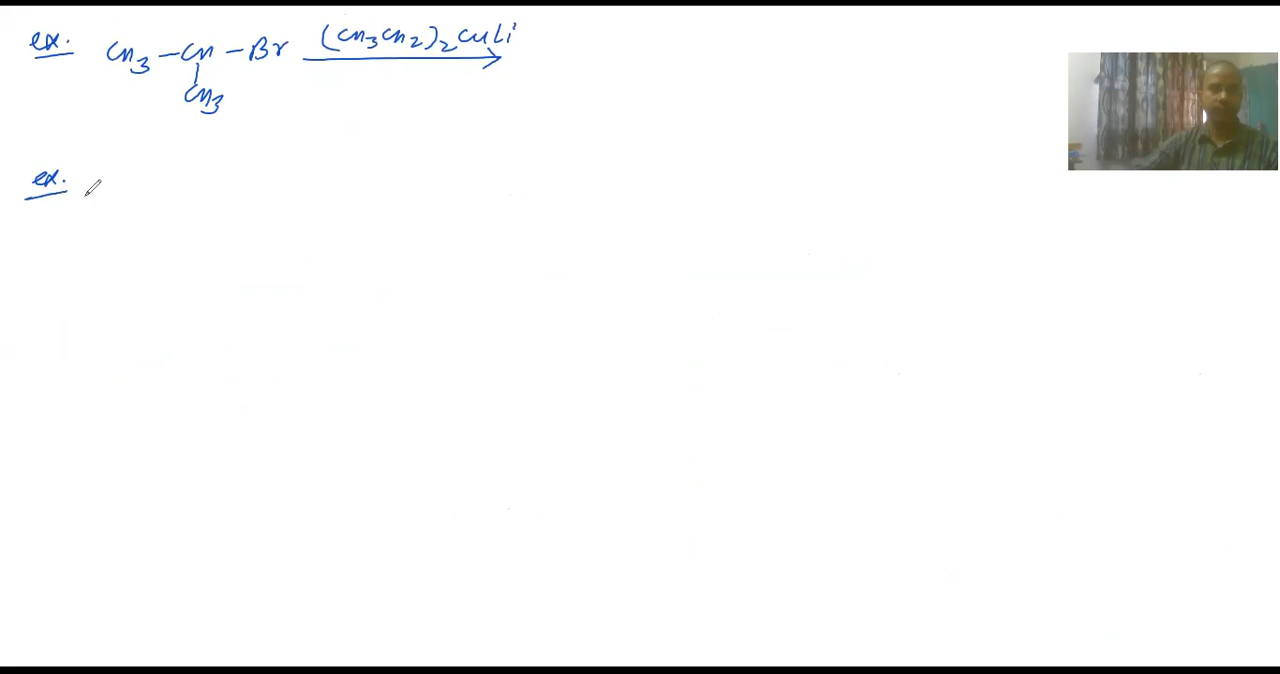 ex. CH3 – CH – Br (CH3CH2)2CuLi
CH3
ex.